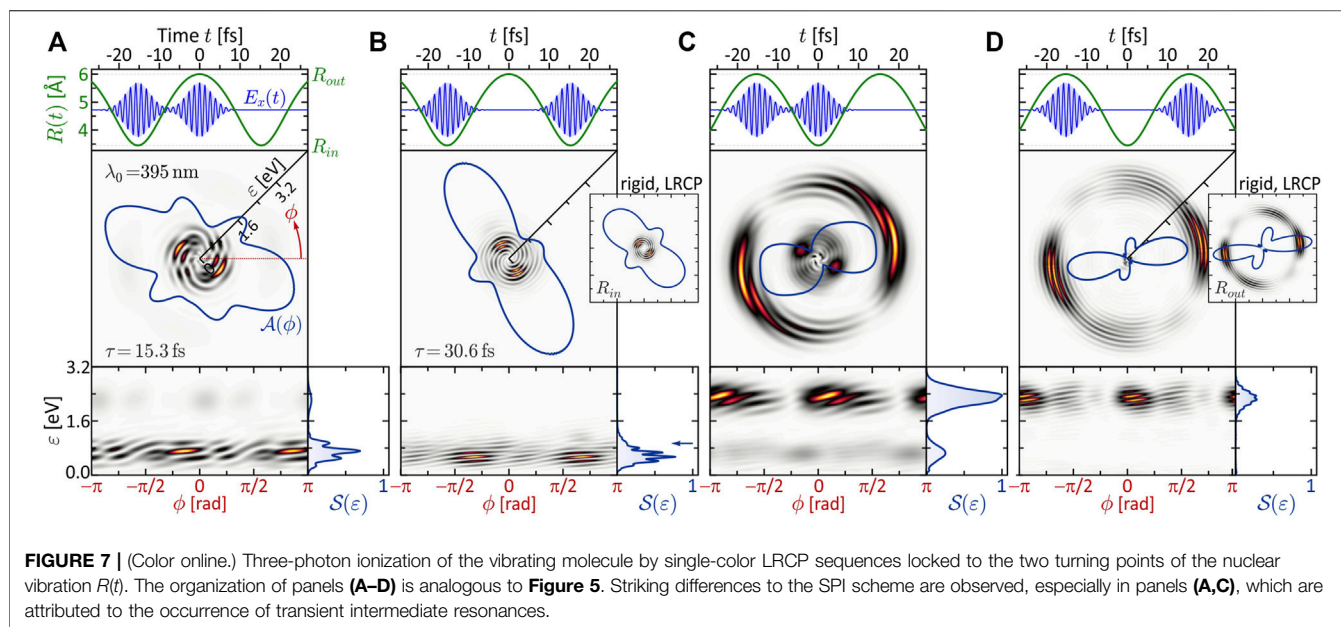 A Time t [fs] B t [fs] C t [fs] D t [fs]
-20 -10 0 10 20 -20 -10 0 10 20 -20 -10 0 10 20 -20 -10 0 10 20
R(t) [Å]
6
5
4
R_out
E_x(t)
R_in
λ₀ = 395 nm
ε [eV]
3.2
1.6
0
ϕ
A(ϕ)
τ = 15.3 fs
τ = 30.6 fs
rigid, LRCP
R_in
rigid, LRCP
R_out
ε [eV]
3.2
1.6
0.0
−π −π/2 0 π/2 π 1 −π −π/2 0 π/2 π 1 −π −π/2 0 π/2 π 1 −π −π/2 0 π/2 π 1
ϕ [rad] S(ε) ϕ [rad] S(ε) ϕ [rad] S(ε) ϕ [rad] S(ε)
FIGURE 7 | (Color online.) Three-photon ionization of the vibrating molecule by single-color LRCP sequences locked to the two turning points of the nuclear
vibration R(t). The organization of panels (A–D) is analogous to Figure 5. Striking differences to the SPI scheme are observed, especially in panels (A,C), which are
attributed to the occurrence of transient intermediate resonances.